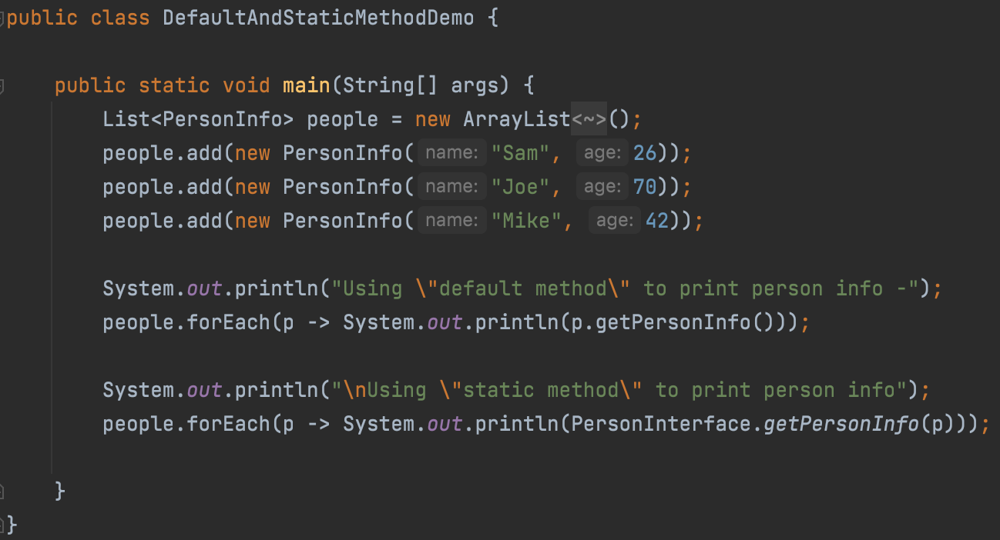 public class DefaultAndStaticMethodDemo {
public static void main(String[] args) {
List<PersonInfo> people = new ArrayList<~>();
people.add(new PersonInfo( name: "Sam", age: 26));
people.add(new PersonInfo( name: "Joe", age: 70));
people.add(new PersonInfo( name: "Mike", age: 42));
System.out.println("Using \"default method\" to print person info -");
people.forEach(p -> System.out.println(p.getPersonInfo()));
System.out.println("\nUsing \"static method\" to print person info");
people.forEach(p -> System.out.println(PersonInterface.getPersonInfo(p)));
}
}